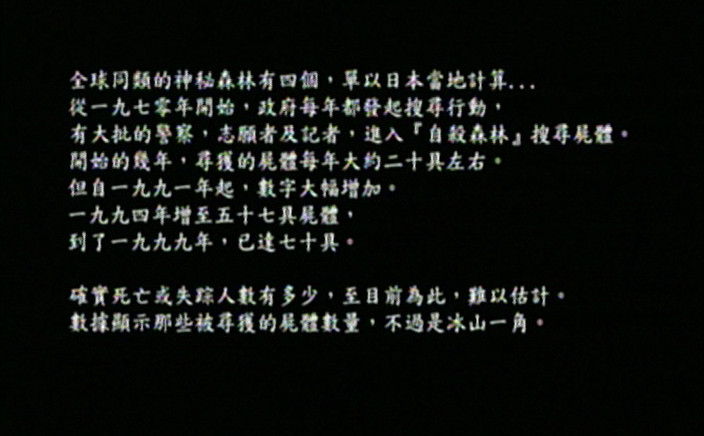 全球同類的神秘森林有四個，單以日本當地計算...
從一九七零年開始，政府每年都發起搜尋行動，
有大批的警察，志願者及記者，進入『自殺森林』搜尋屍體。
開始的幾年，尋獲的屍體每年大約二十具左右。
但自一九九一年起，數字大幅增加。
一九九四年增至五十七具屍體，
到了一九九九年，已達七十具。
確實死亡或失踪人數有多少，至目前為此，難以估計。
數據顯示那些被尋獲的屍體數量，不過是冰山一角。